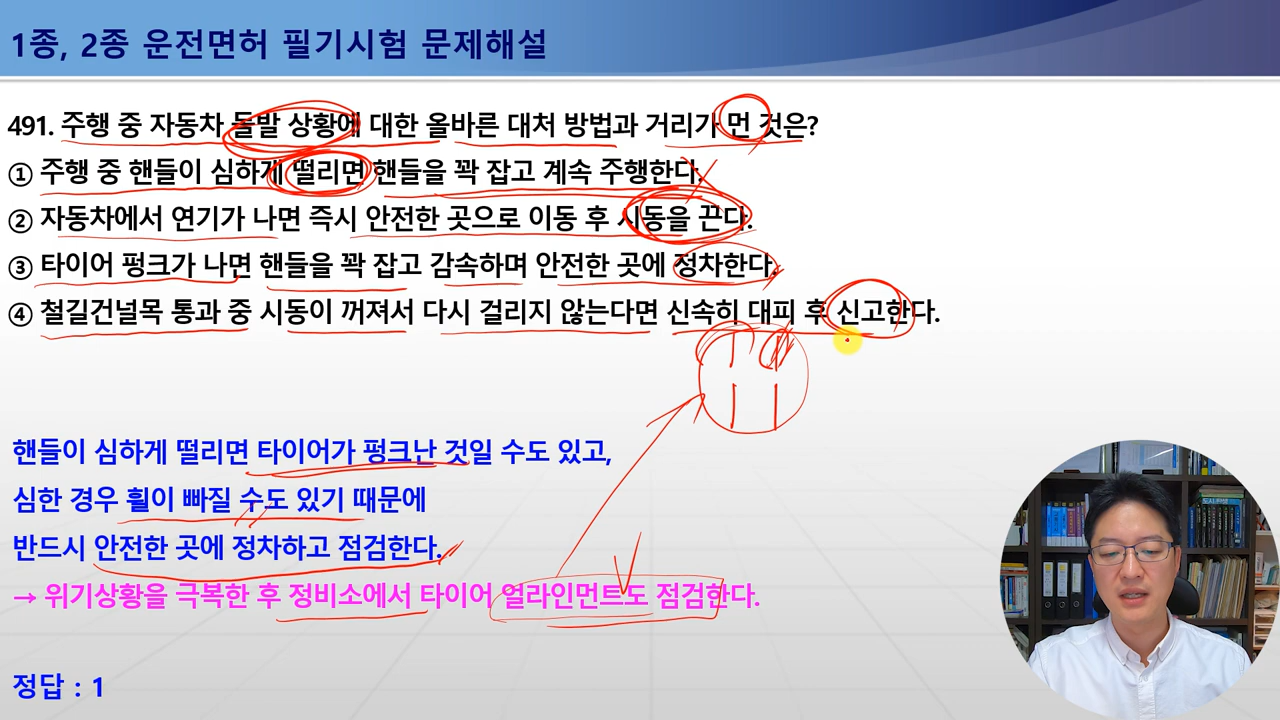 1종, 2종 운전면허 필기시험 문제해설
491. 주행 중 자동차 돌발 상황에 대한 올바른 대처 방법과 거리가 먼 것은?
① 주행 중 핸들이 심하게 떨리면 핸들을 꽉 잡고 계속 주행한다.
② 자동차에서 연기가 나면 즉시 안전한 곳으로 이동 후 시동을 끈다.
③ 타이어 펑크가 나면 핸들을 꽉 잡고 감속하며 안전한 곳에 정차한다.
④ 철길건널목 통과 중 시동이 꺼져서 다시 걸리지 않는다면 신속히 대피 후 신고한다.
핸들이 심하게 떨리면 타이어가 펑크난 것일 수도 있고,
심한 경우 휠이 빠질 수도 있기 때문에
반드시 안전한 곳에 정차하고 점검한다.
→ 위기상황을 극복한 후 정비소에서 타이어 얼라인먼트도 점검한다.
정답 : 1